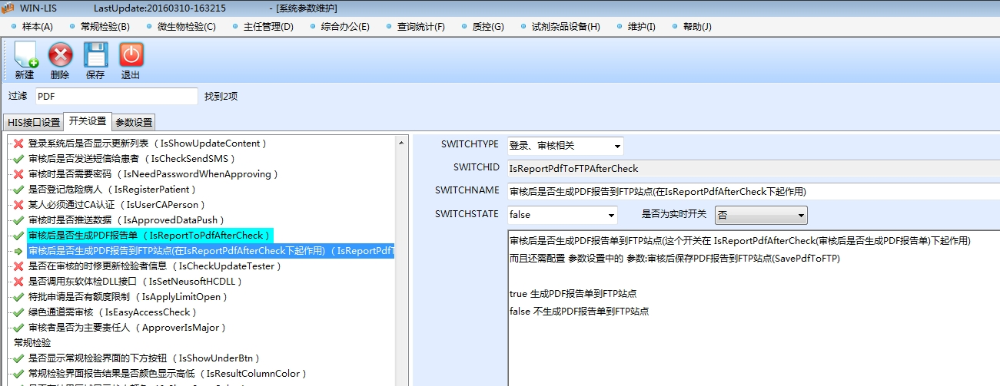 WIN-LIS LastUpdate:20160310-163215 - [系统参数维护]
样本(A) 常规检验(B) 微生物检验(C) 主任管理(D) 综合办公(E) 查询统计(F) 质控(G) 试剂杂品设备(H) 维护(I) 帮助(J)
新建 删除 保存 退出
过滤 PDF 找到2项
HIS接口设置 开关设置 参数设置
登录系统后是否显示更新列表 ( IsShowUpdateContent )
审核后是否发送短信给患者 ( IsCheckSendSMS )
审核时是否需要密码 ( IsNeedPasswordWhenApproving )
是否登记危险病人 ( IsRegisterPatient )
某人必须通过CA认证 ( IsUserCAPerson )
审核时是否推送数据 ( IsApprovedDataPush )
审核后是否生成PDF报告单 ( IsReportToPdfAfterCheck )
审核后是否生成PDF报告到FTP站点(在IsReportPdfAfterCheck下起作用) ( IsReportPdfT
是否在审核的时修更新检验者信息 ( IsCheckUpdateTester )
是否调用东软体检DLL接口 ( IsSetNeusoftHCDLL )
特批申请是否有额度限制 ( IsApplyLimitOpen )
绿色通道需审核 ( IsEasyAccessCheck )
审核者是否为主要责任人 ( ApproverIsMajor )
常规检验
是否显示常规检验界面的下方按钮 ( IsShowUnderBtn )
常规检验界面报告结果是否颜色显示高低 ( IsResultColumnColor )
SWITCHTYPE 登录、审核相关
SWITCHID IsReportPdfToFTPAfterCheck
SWITCHNAME 审核后是否生成PDF报告到FTP站点(在IsReportPdfAfterCheck下起作用)
SWITCHSTATE false 是否为实时开关 否
审核后是否生成PDF报告单到FTP站点(这个开关在 IsReportPdfAfterCheck(审核后是否生成PDF报告单)下起作用)
而且还需配置 参数设置中的 参数:审核后保存PDF报告到FTP站点(SavePdfToFTP)
true 生成PDF报告单到FTP站点
false 不生成PDF报告单到FTP站点